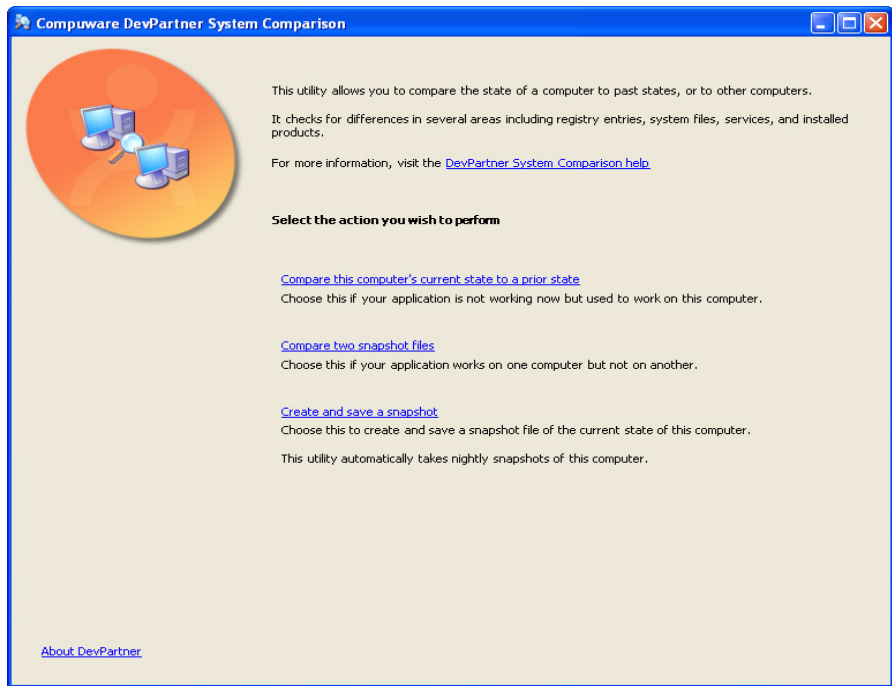 Compuware DevPartner System Comparison
This utility allows you to compare the state of a computer to past states, or to other computers.
It checks for differences in several areas including registry entries, system files, services, and installed
products.
For more information, visit the DevPartner System Comparison help
Select the action you wish to perform
Compare this computer's current state to a prior state
Choose this if your application is not working now but used to work on this computer.
Compare two snapshot files
Choose this if your application works on one computer but not on another.
Create and save a snapshot
Choose this to create and save a snapshot file of the current state of this computer.
This utility automatically takes nightly snapshots of this computer.
About DevPartner